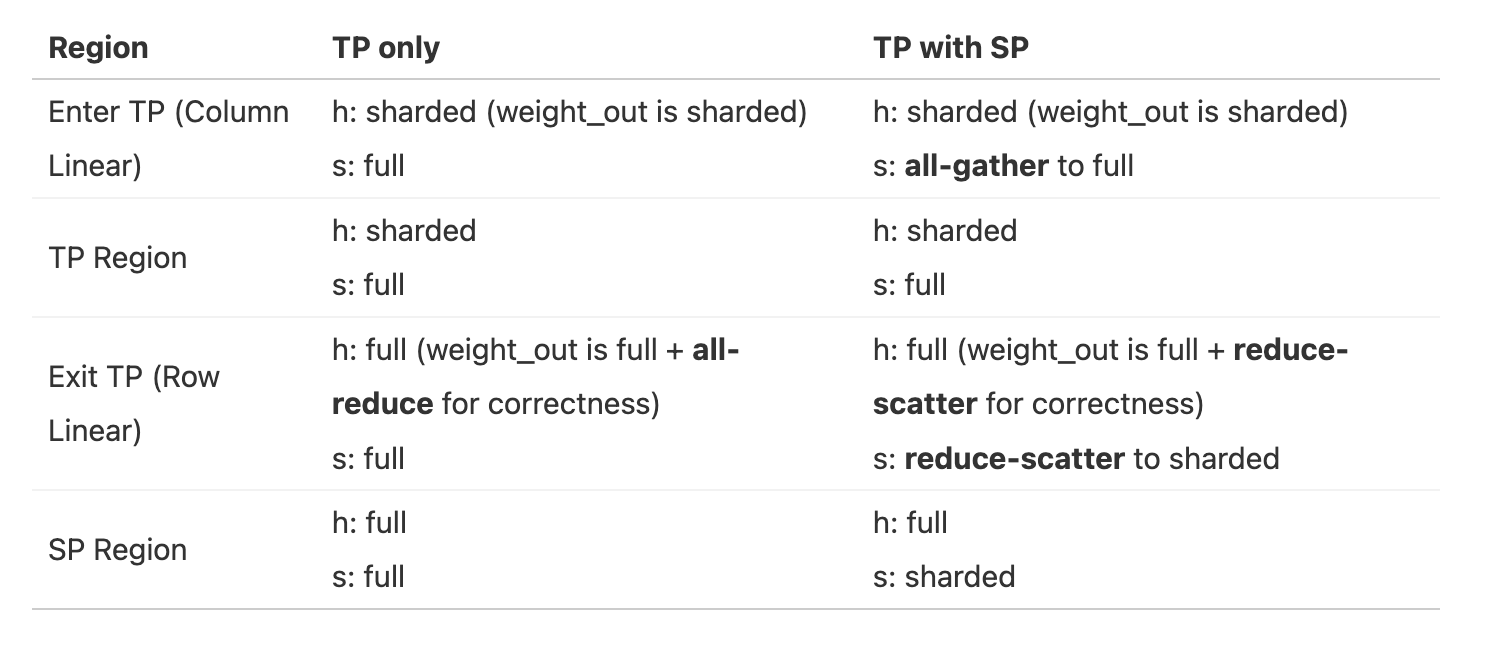 Region TP only TP with SP
Enter TP (Column h: sharded (weight_out is sharded) h: sharded (weight_out is sharded)
Linear) s: full s: all-gather to full
TP Region
h: sharded h: sharded
s: full s: full
Exit TP (Row
Linear)
h: full (weight_out is full + all-
reduce for correctness)
s: full
h: full (weight_out is full + reduce-
scatter for correctness)
s: reduce-scatter to sharded
SP Region
h: full h: full
s: full s: sharded